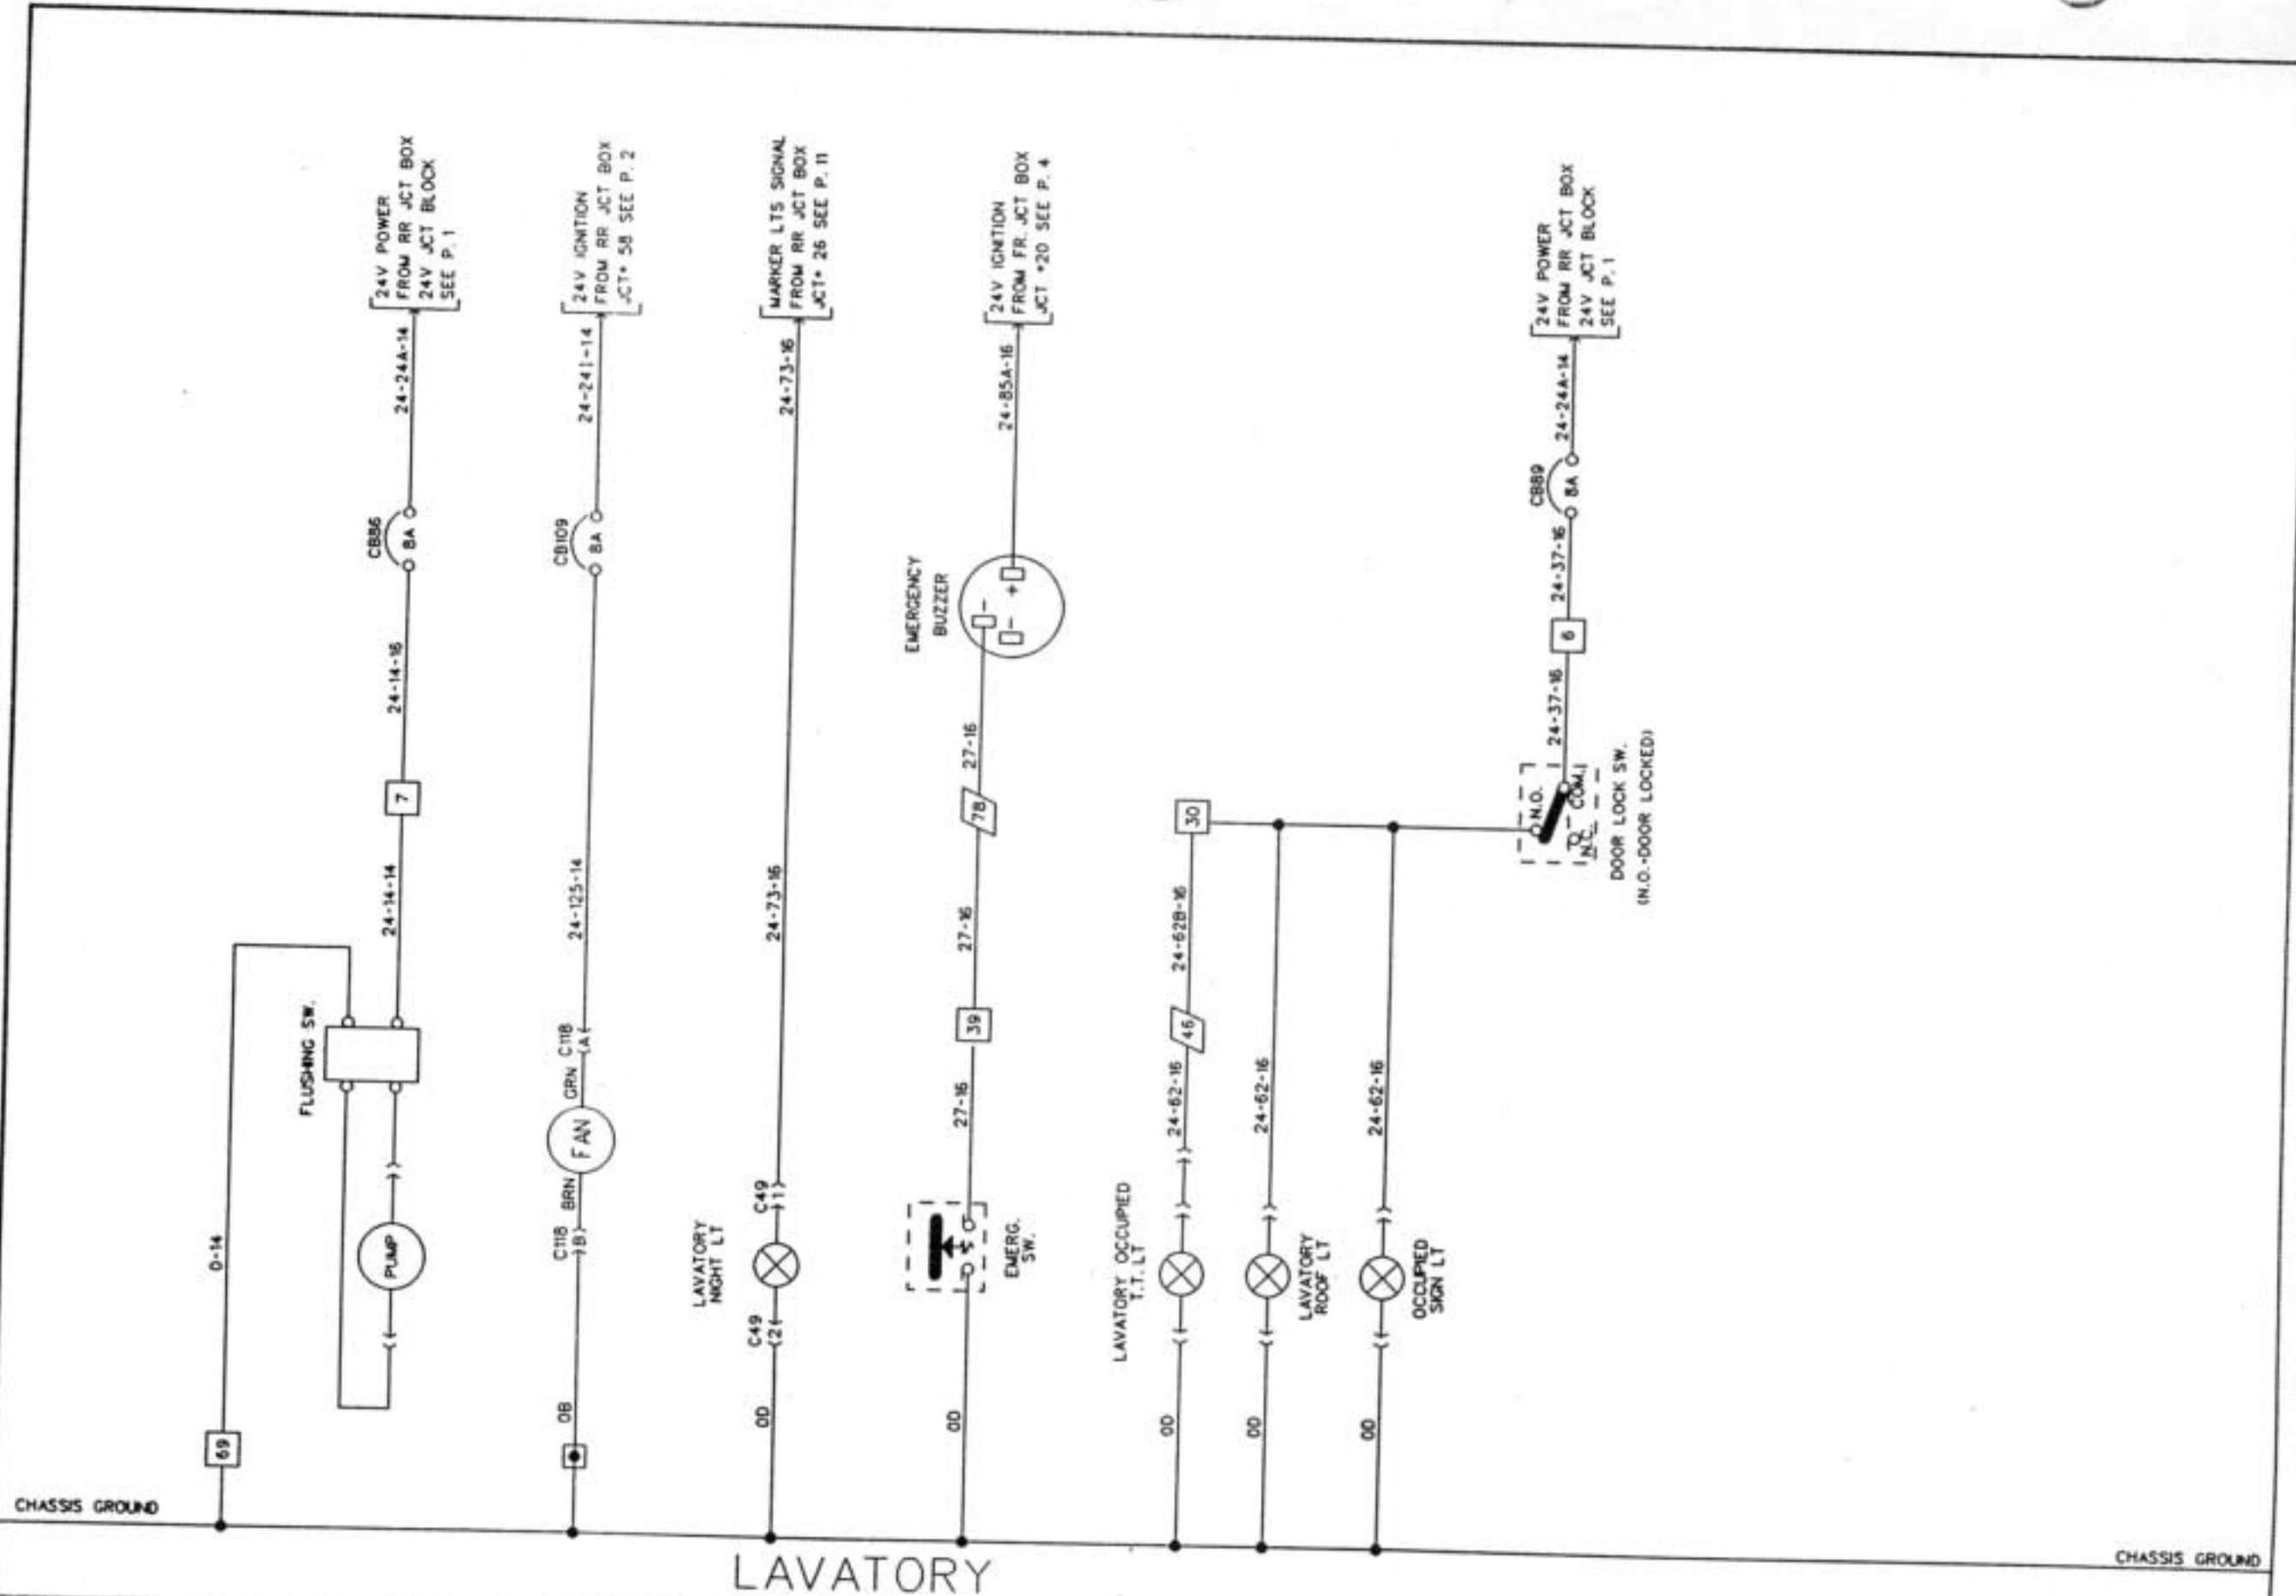 24V POWER
FROM RR JCT BOX
24V JCT BLOCK
SEE P. 1
24-24A-14
CB86
8A
24-14-16
7
24-14-14
FLUSHING SW.
PUMP
0-14
69
24V IGNITION
FROM RR JCT BOX
JCT* 58 SEE P. 2
24-241-14
CB109
8A
24-125-14
C118
A
GRN
FAN
BRN
C118
B
0B
MARKER LTS SIGNAL
FROM RR JCT BOX
JCT* 26 SEE P. 11
24-73-16
24-73-16
C49
1
LAVATORY
NIGHT LT
C49
2
0D
24V IGNITION
FROM FR. JCT BOX
JCT *20 SEE P. 4
24-85A-16
EMERGENCY
BUZZER
+
-
-
27-16
78
27-16
39
27-16
EMERG.
SW.
0D
24V POWER
FROM RR JCT BOX
24V JCT BLOCK
SEE P. 1
24-24A-14
CB89
8A
24-37-16
6
24-37-16
N.O.
COM.
N.C.
DOOR LOCK SW.
(N.O.-DOOR LOCKED)
30
24-62B-16
46
24-62-16
LAVATORY OCCUPIED
T.T. LT
0D
24-62-16
LAVATORY
ROOF LT
0D
24-62-16
OCCUPIED
SIGN LT
0D
CHASSIS GROUND
CHASSIS GROUND
LAVATORY